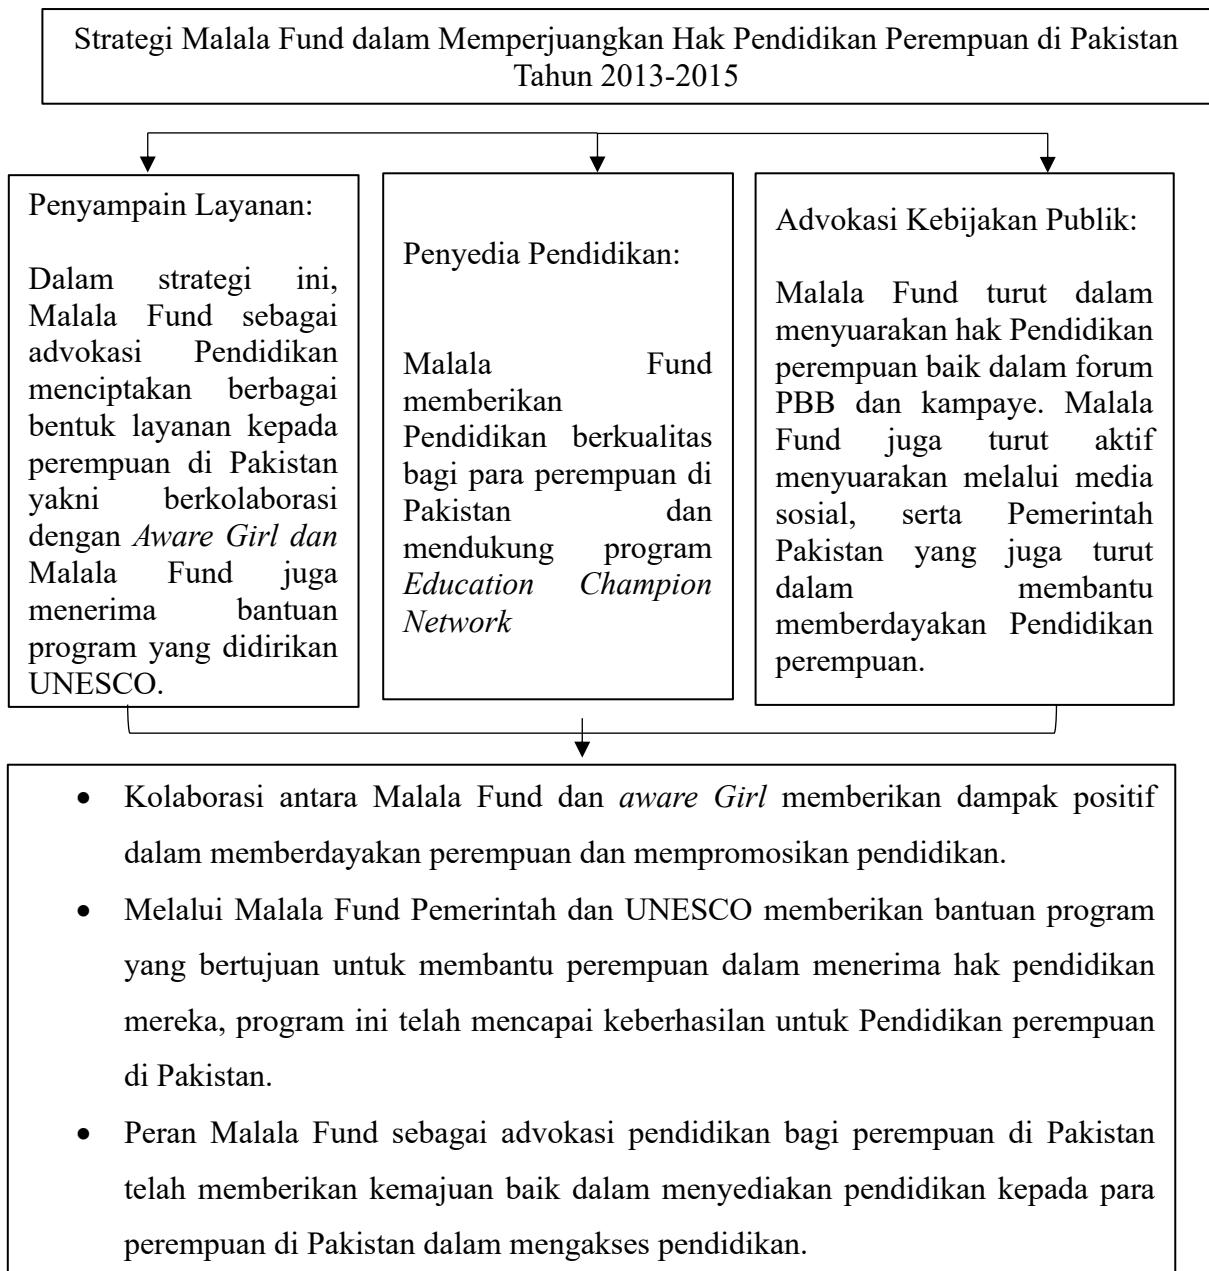 Strategi Malala Fund dalam Memperjuangkan Hak Pendidikan Perempuan di Pakistan
Tahun 2013-2015
Penyampain Layanan:
Dalam strategi ini,
Malala Fund sebagai
advokasi Pendidikan
menciptakan berbagai
bentuk layanan kepada
perempuan di Pakistan
yakni berkolaborasi
dengan Aware Girl dan
Malala Fund juga
menerima bantuan
program yang didirikan
UNESCO.
Penyedia Pendidikan:
Malala Fund
memberikan
Pendidikan berkualitas
bagi para perempuan di
Pakistan dan
mendukung program
Education Champion
Network
Advokasi Kebijakan Publik:
Malala Fund turut dalam
menyuarakan hak Pendidikan
perempuan baik dalam forum
PBB dan kampaye. Malala
Fund juga turut aktif
menyuarakan melalui media
sosial, serta Pemerintah
Pakistan yang juga turut
dalam membantu
memberdayakan Pendidikan
perempuan.
• Kolaborasi antara Malala Fund dan aware Girl memberikan dampak positif
dalam memberdayakan perempuan dan mempromosikan pendidikan.
• Melalui Malala Fund Pemerintah dan UNESCO memberikan bantuan program
yang bertujuan untuk membantu perempuan dalam menerima hak pendidikan
mereka, program ini telah mencapai keberhasilan untuk Pendidikan perempuan
di Pakistan.
• Peran Malala Fund sebagai advokasi pendidikan bagi perempuan di Pakistan
telah memberikan kemajuan baik dalam menyediakan pendidikan kepada para
perempuan di Pakistan dalam mengakses pendidikan.